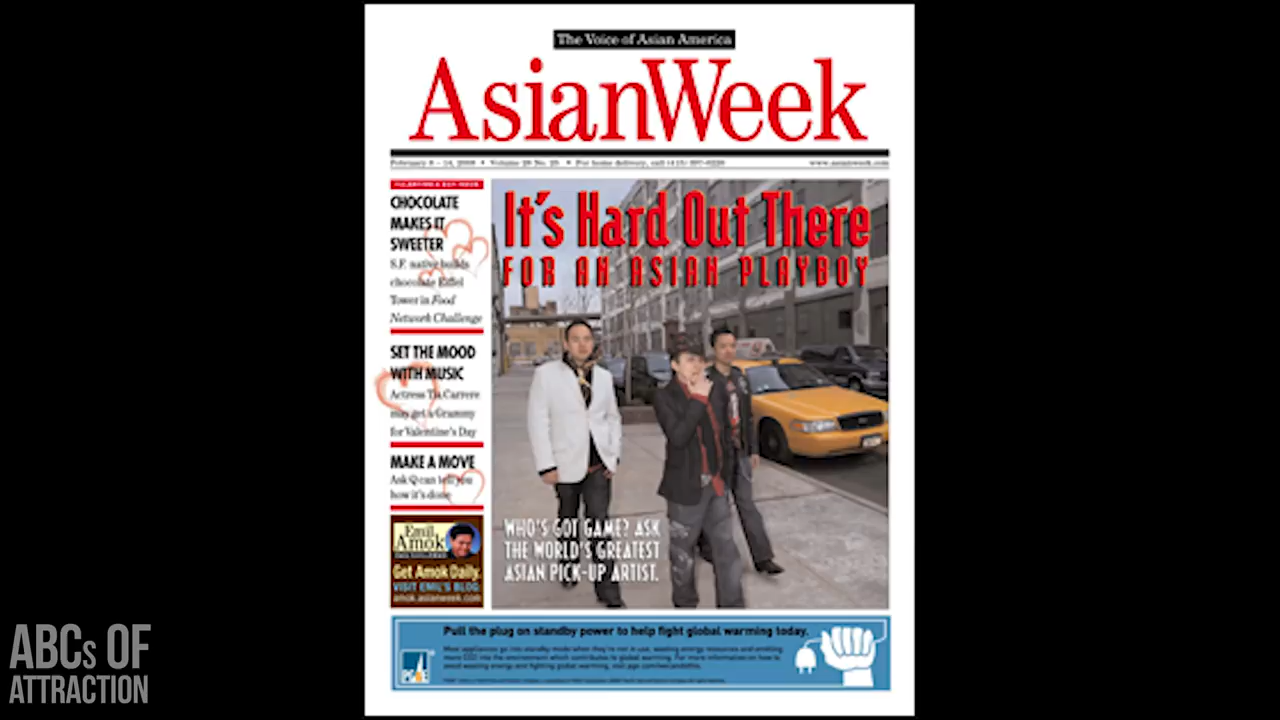 The Voice of Asian America
AsianWeek
www.asianweek.com
CHOCOLATE
MAKES IT
SWEETER
S.F. native builds
chocolate Eiffel
Tower in Food
Network Challenge
SET THE MOOD
WITH MUSIC
Actress Tia Carrere
may get a Grammy
for Valentine's Day
MAKE A MOVE
Ask Q can tell you
how it's done
Emil
Amok
Get Amok Daily.
VISIT EMIL'S BLOG:
amok.asianweek.com
It's Hard Out There
FOR AN ASIAN PLAYBOY
WHO'S GOT GAME? ASK
THE WORLD'S GREATEST
ASIAN PICK-UP ARTIST.
Pull the plug on standby power to help fight global warming today.
ABCs OF
ATTRACTION